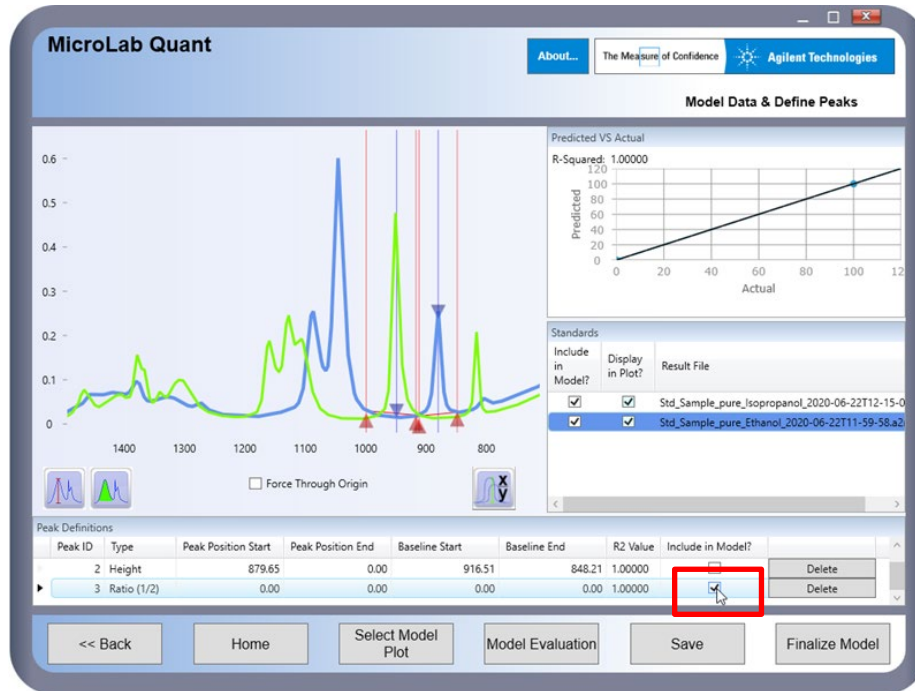 MicroLab Quant
About...
The Measure of Confidence
Agilent Technologies
Model Data & Define Peaks
0.6
0.5
0.4
0.3
0.2
0.1
0
1400 1300 1200 1100 1000 900 800
Force Through Origin
X
y
Predicted VS Actual
R-Squared: 1.00000
120
100
80
60
40
20
0
Predicted
0 20 40 60 80 100 12
Actual
Standards
Include in Model? Display in Plot? Result File
Std_Sample_pure_Isopropanol_2020-06-22T12-15-0
Std_Sample_pure_Ethanol_2020-06-22T11-59-58.a2
Peak Definitions
Peak ID Type Peak Position Start Peak Position End Baseline Start Baseline End R2 Value Include in Model?
2 Height 879.65 0.00 916.51 848.21 1.00000 Delete
3 Ratio (1/2) 0.00 0.00 0.00 0.00 1.00000 Delete
<< Back
Home
Select Model
Plot
Model Evaluation
Save
Finalize Model